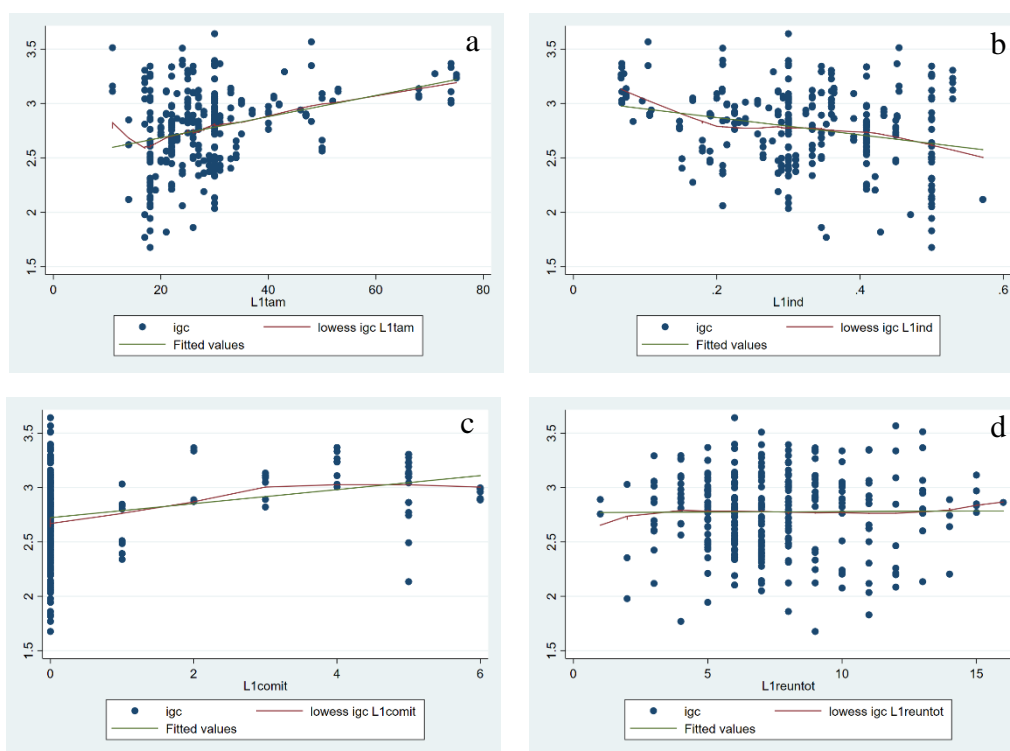 a
3.5
3
2.5
2
1.5
0
20
40
60
80
L1tam
igc
lowess igc L1tam
Fitted values
b
3.5
3
2.5
2
1.5
0
.2
.4
.6
L1ind
igc
lowess igc L1ind
Fitted values
c
3.5
3
2.5
2
1.5
0
2
4
6
L1comit
igc
lowess igc L1comit
Fitted values
d
3.5
3
2.5
2
1.5
0
5
10
15
L1reuntot
igc
lowess igc L1reuntot
Fitted values